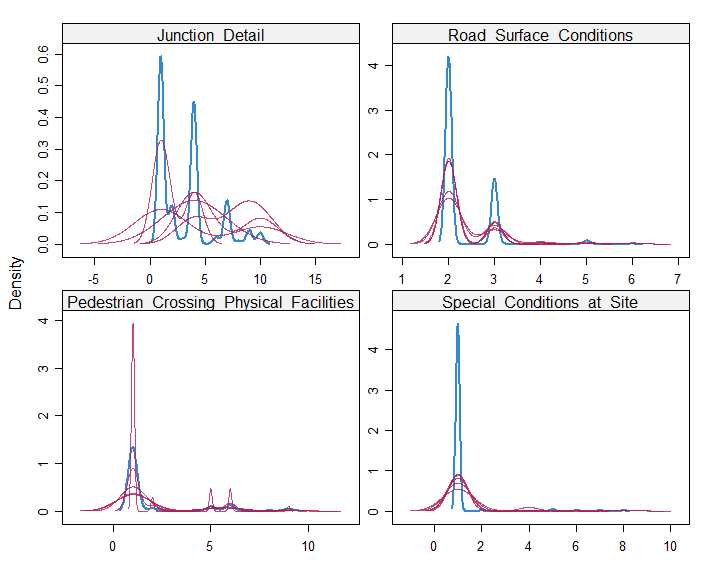 Junction Detail
Road Surface Conditions
0.0 0.1 0.2 0.3 0.4 0.5 0.6
-5 0 5 10 15
0 1 2 3 4
1 2 3 4 5 6 7
Density
Pedestrian Crossing Physical Facilities
Special Conditions at Site
0 1 2 3 4
0 5 10
0 1 2 3 4
0 2 4 6 8 10